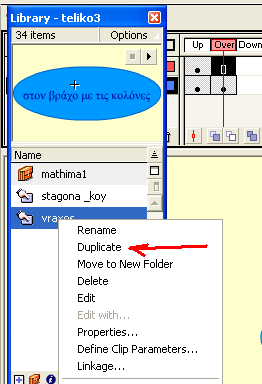 Library - teliko3
34 items
Options
Up
Over
Down
στον βράχο με τις κολόνες
Name
mathima1
stagona _koy
vraxos
Rename
Duplicate
Move to New Folder
Delete
Edit
Edit with...
Properties...
Define Clip Parameters...
Linkage...